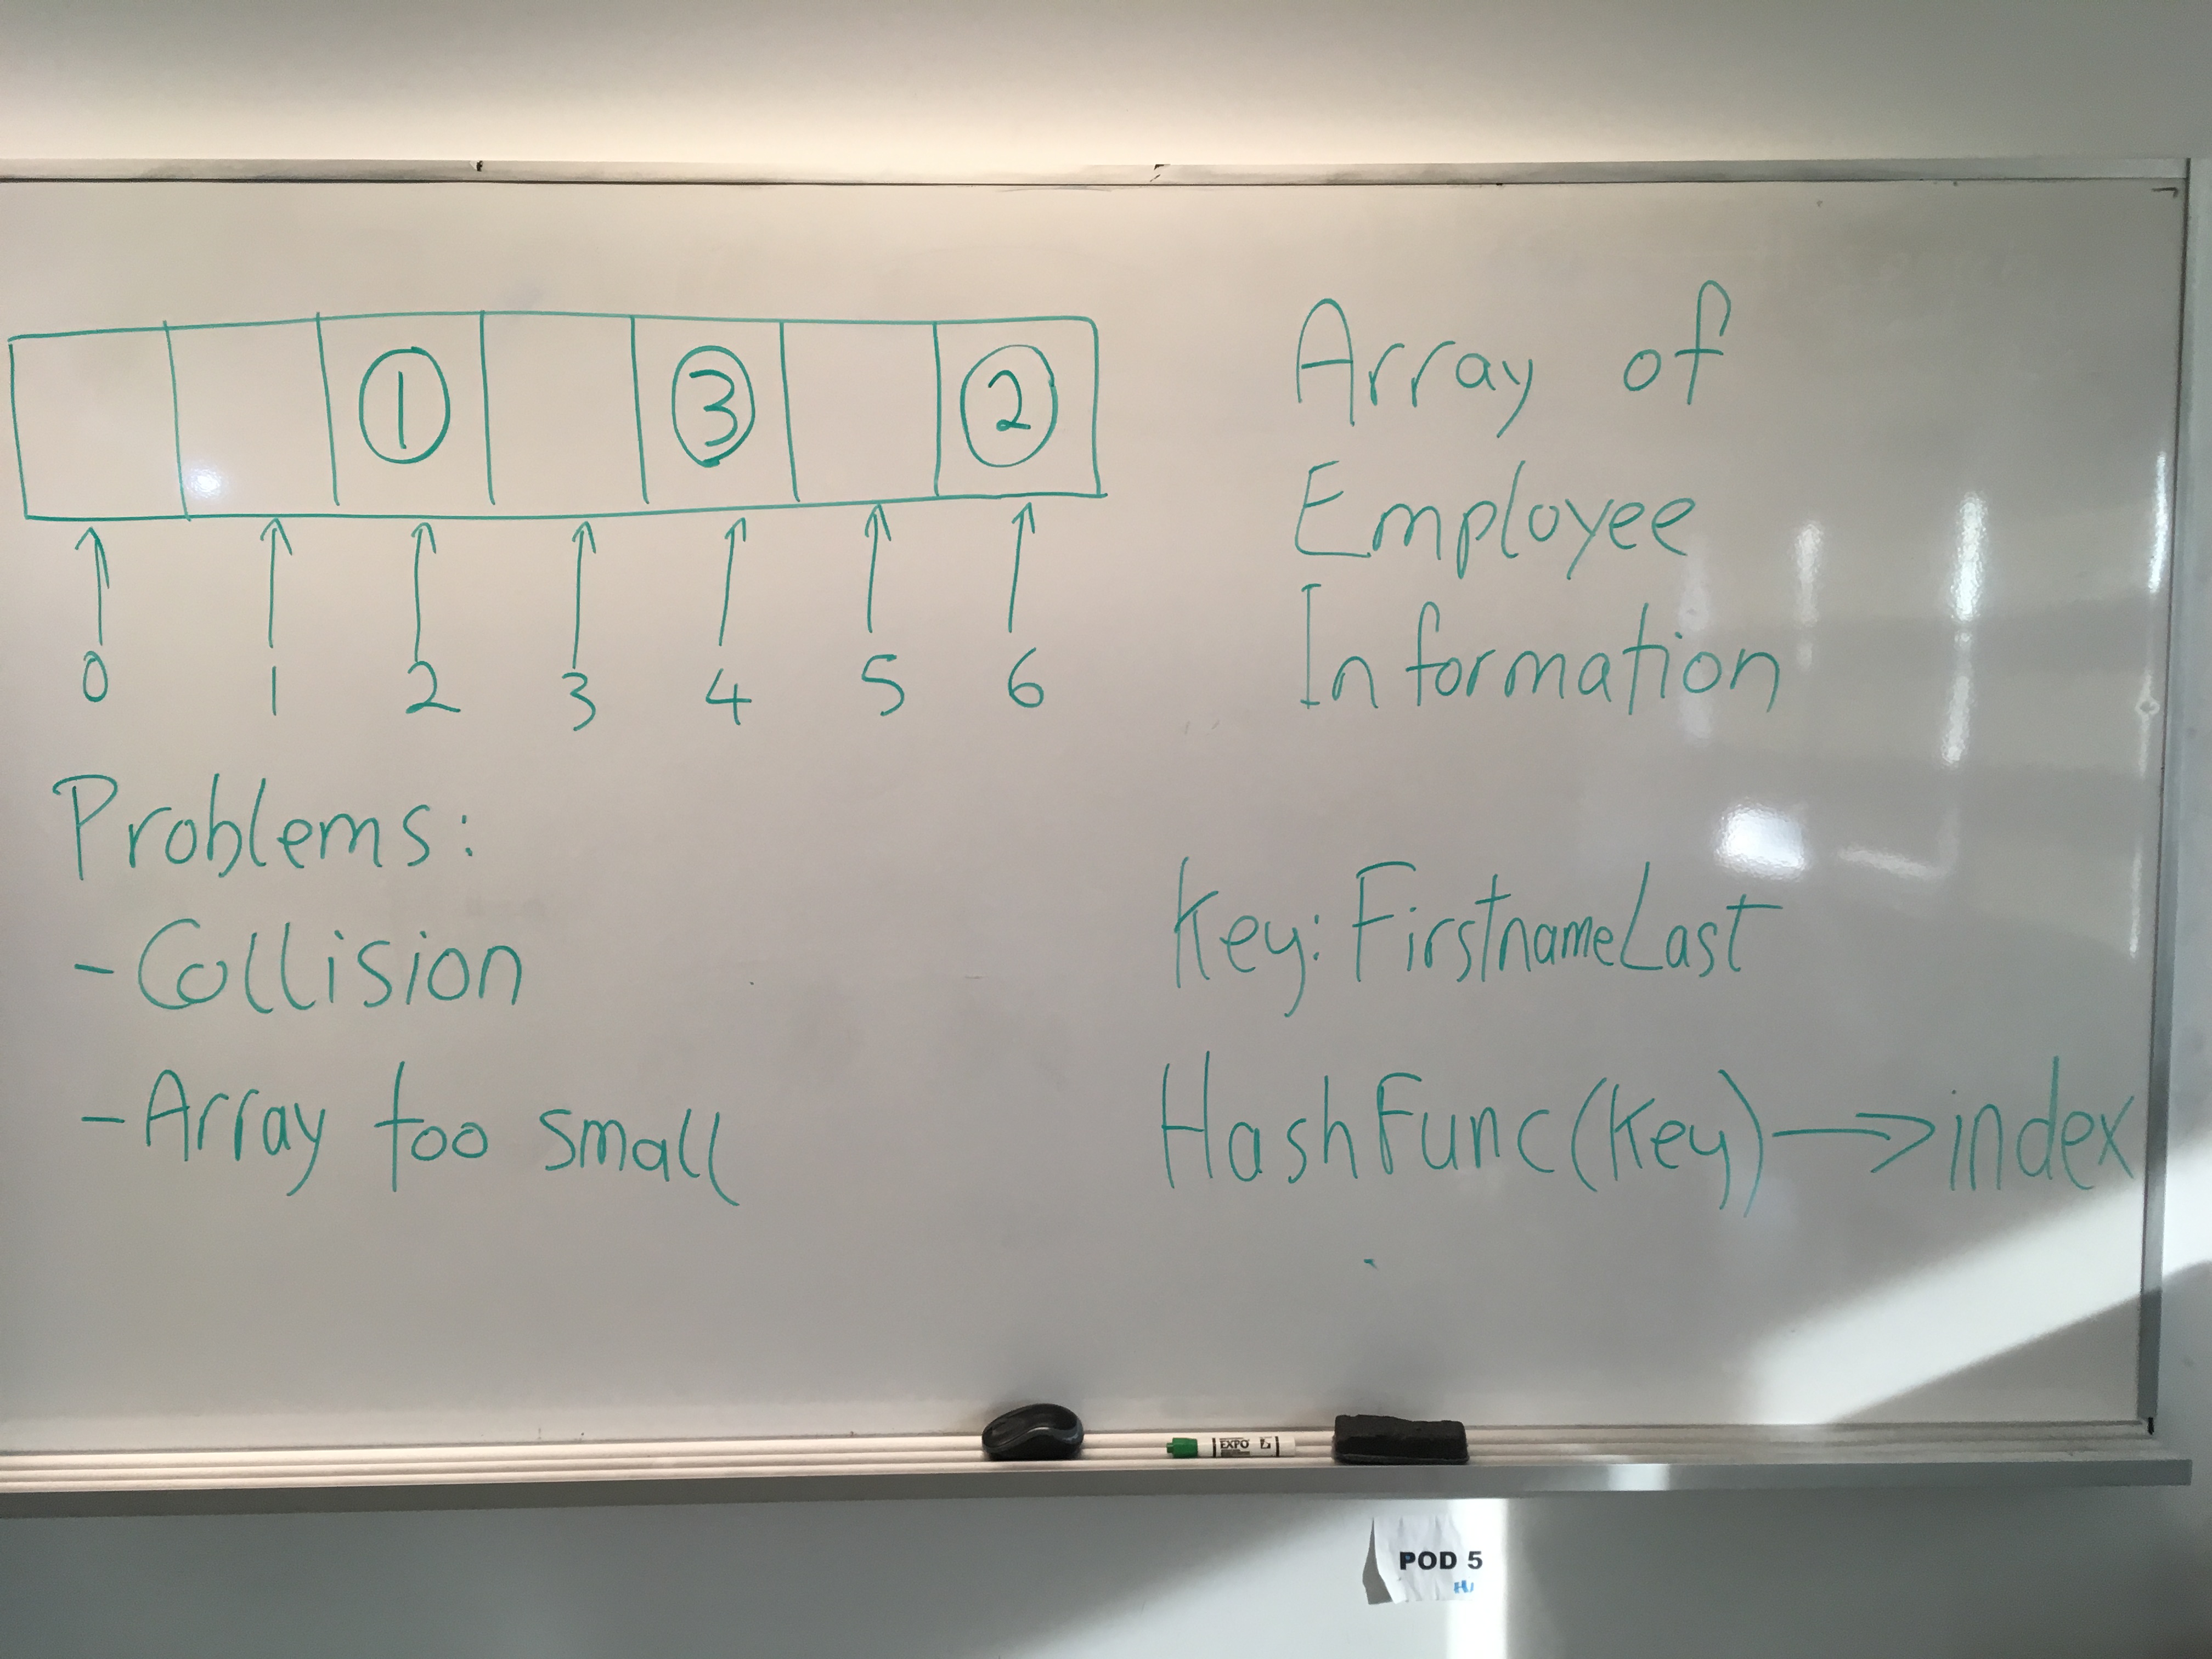 1 3 2
0 1 2 3 4 5 6
Array of
Employee
Information
Problems:
-Collision
-Array too small
Key: FirstnameLast
HashFunc(Key)→index
EXPO
POD 5